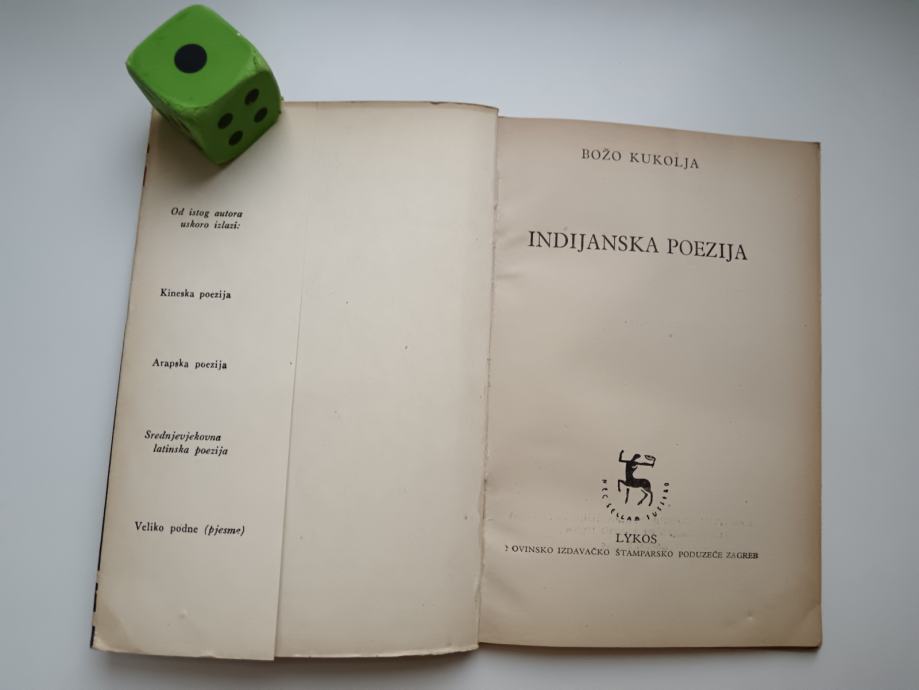 Od istog autora
uskoro izlazi:
Kineska poezija
Arapska poezija
Srednjevjekovna
latinska poezija
Veliko podne (pjesme)
BOŽO KUKOLJA
INDIJANSKA POEZIJA
LYKOS
OVINSKO IZDAVAČKO ŠTAMPARSKO PODUZEĆE ZAGREB